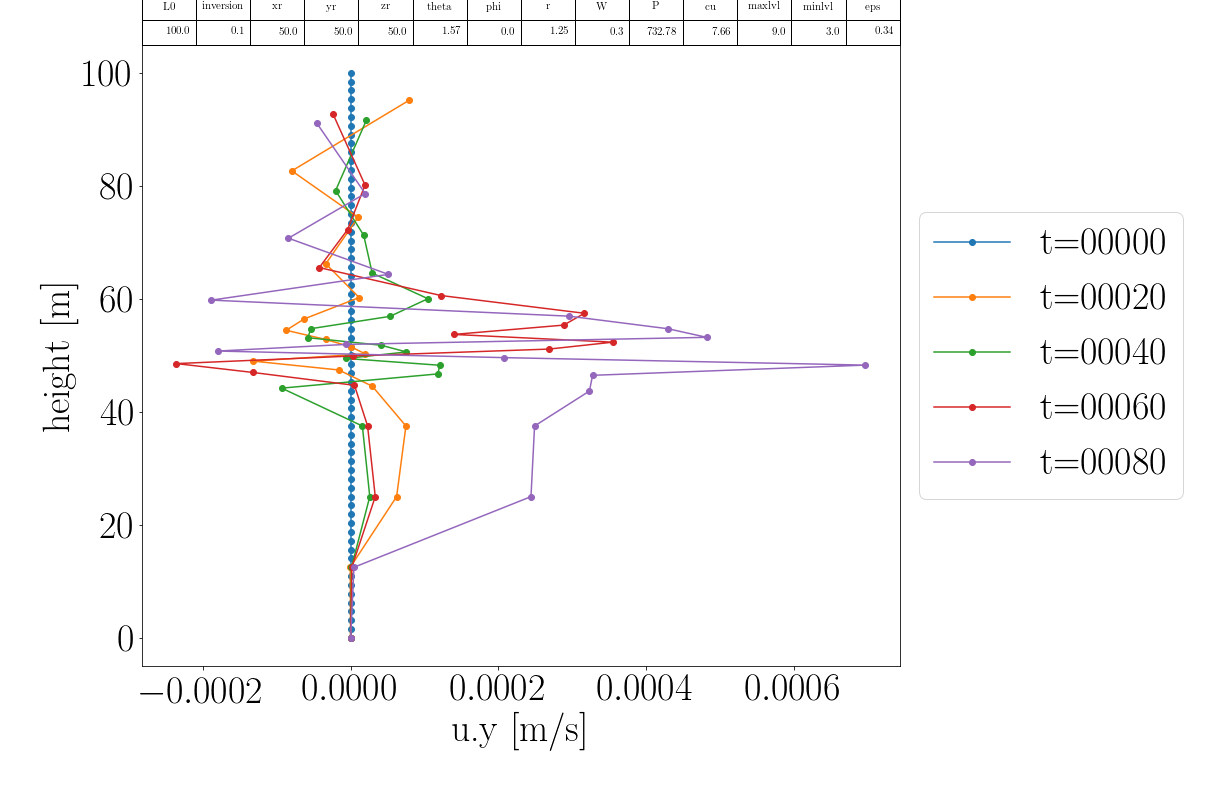 L0 inversion xr yr zr theta phi r W P cu maxlvl minlvl eps
100.0 0.1 50.0 50.0 50.0 1.57 0.0 1.25 0.3 732.78 7.66 9.0 3.0 0.34
100
80
60
40
20
0
height [m]
−0.0002 0.0000 0.0002 0.0004 0.0006
u.y [m/s]
t=00000
t=00020
t=00040
t=00060
t=00080